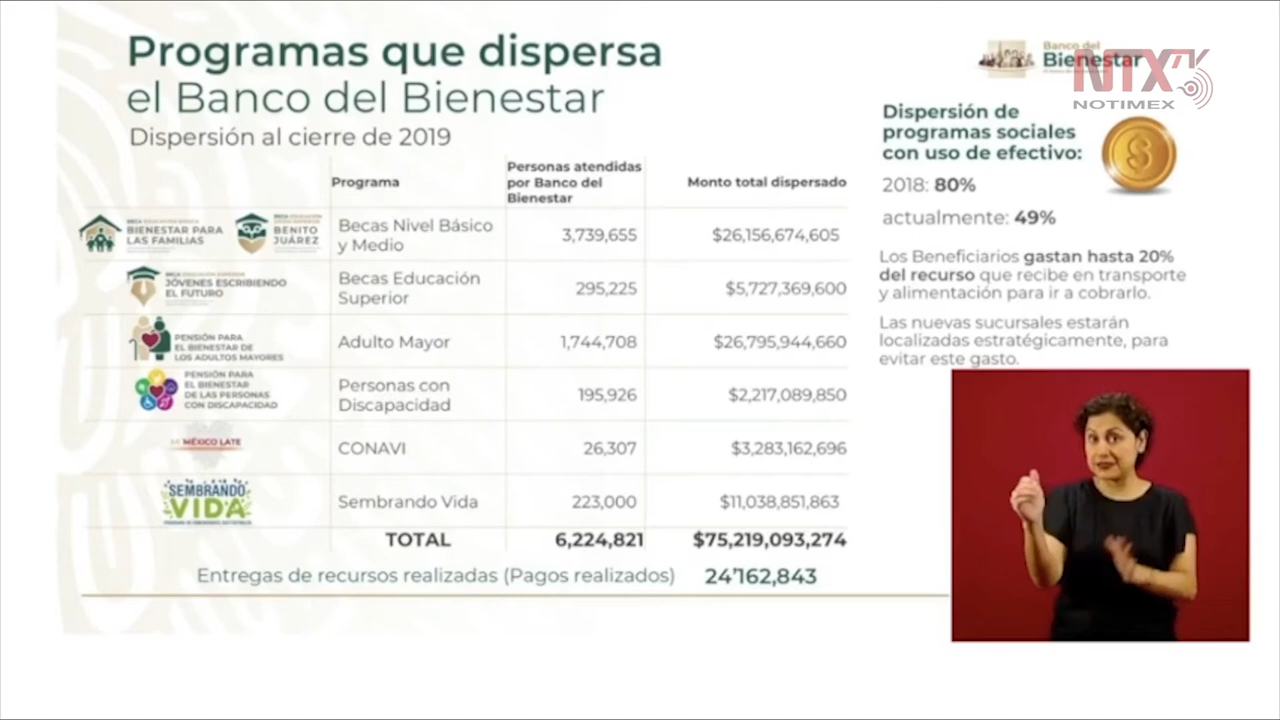 Programas que dispersa
el Banco del Bienestar
Dispersión al cierre de 2019
Programa
Personas atendidas
por Banco del
Bienestar
Monto total dispersado
BIENESTAR PARA
LAS FAMILIAS
BENITO
JUÁREZ
Becas Nivel Básico
y Medio
3,739,655
$26,156,674,605
BECA EDUCACIÓN SUPERIOR
JÓVENES ESCRIBIENDO
EL FUTURO
Becas Educación
Superior
295,225
$5,727,369,600
PENSIÓN PARA
EL BIENESTAR DE
LOS ADULTOS MAYORES
Adulto Mayor
1,744,708
$26,795,944,660
PENSIÓN PARA
EL BIENESTAR
DE LAS PERSONAS
CON DISCAPACIDAD
Personas con
Discapacidad
195,926
$2,217,089,850
MÉXICO LATE
CONAVI
26,307
$3,283,162,696
SEMBRANDO
VIDA
Sembrando Vida
223,000
$11,038,851,863
TOTAL
6,224,821
$75,219,093,274
Entregas de recursos realizadas (Pagos realizados)
24'162,843
Banco del
Bienestar
NTX TV
NOTIMEX
Dispersión de
programas sociales
con uso de efectivo:
$
2018: 80%
actualmente: 49%
Los Beneficiarios gastan hasta 20%
del recurso que recibe en transporte
y alimentación para ir a cobrarlo.
Las nuevas sucursales estarán
localizadas estratégicamente, para
evitar este gasto.